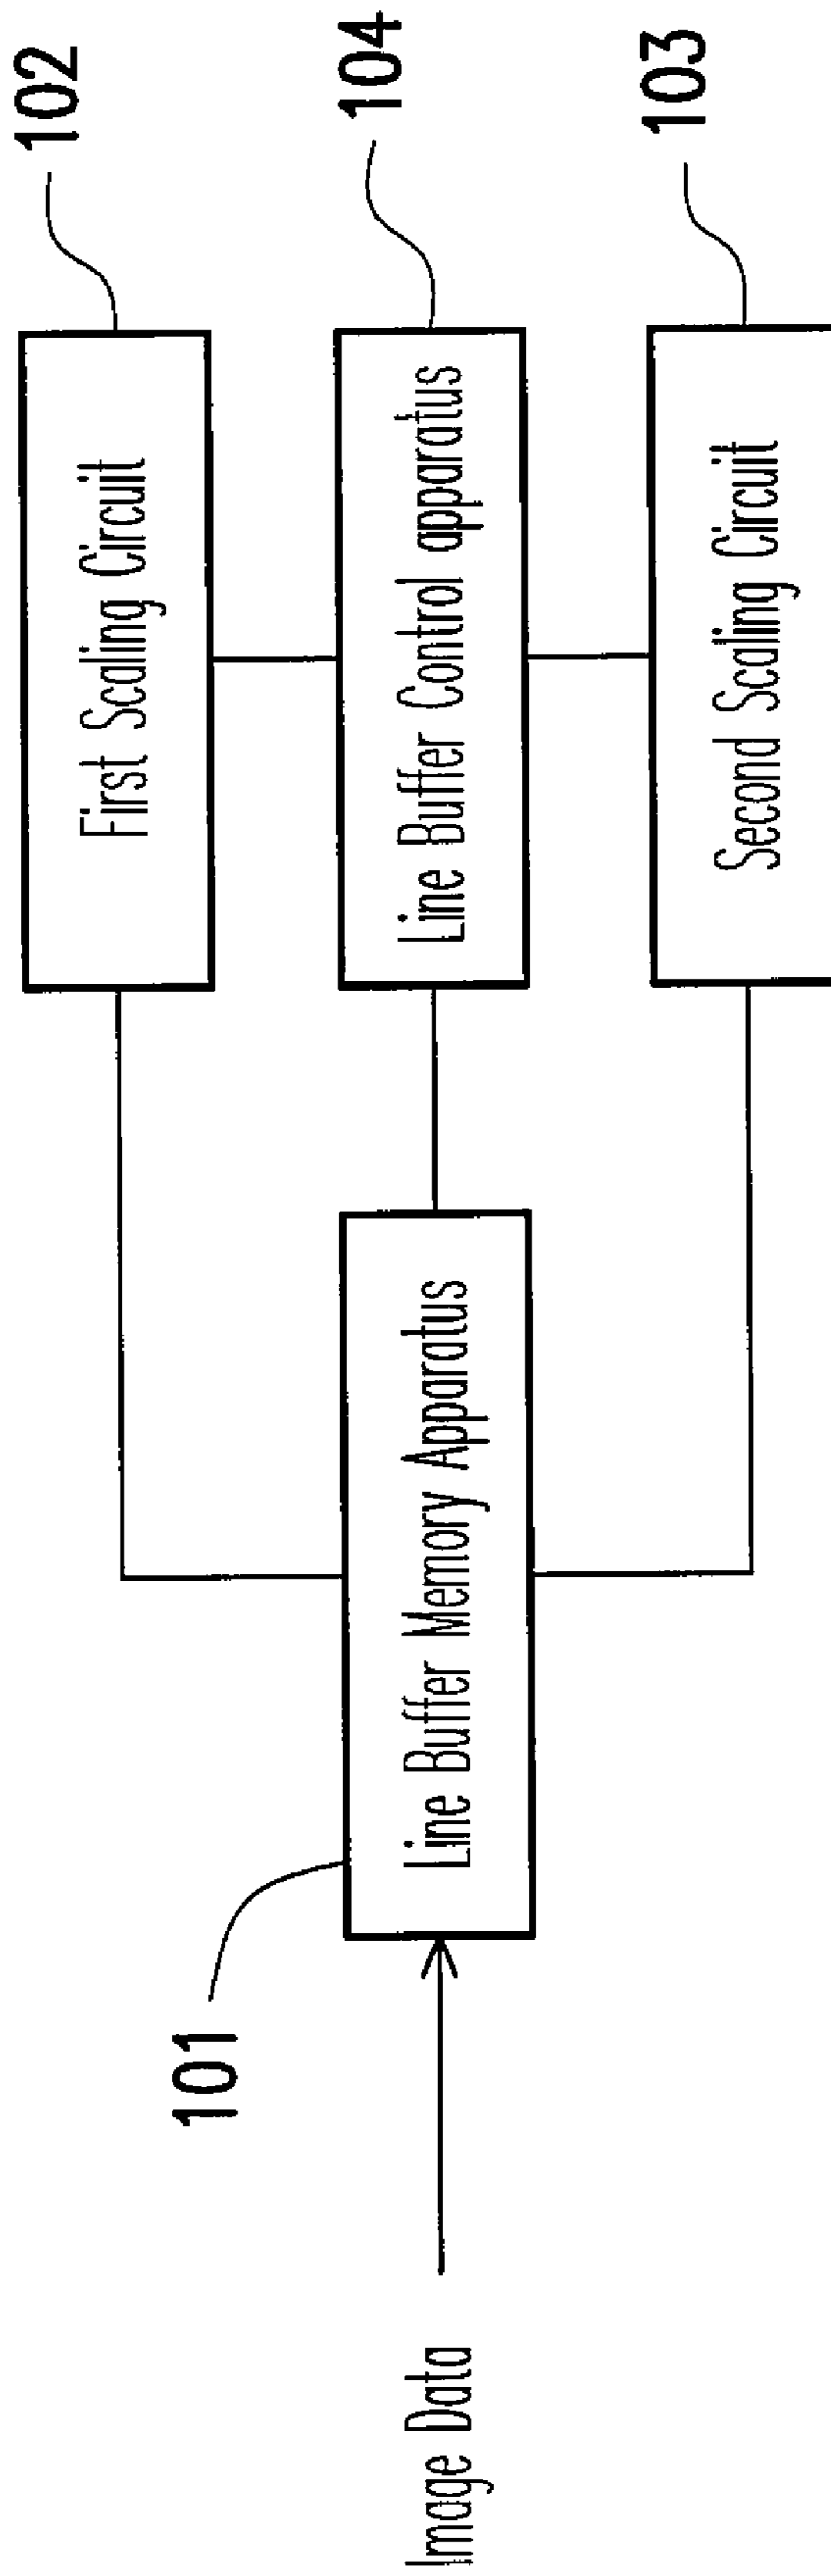 102
First Scaling Circuit
101
104
Image Data
Line Buffer Memory Apparatus
Line Buffer Control apparatus
103
Second Scaling Circuit